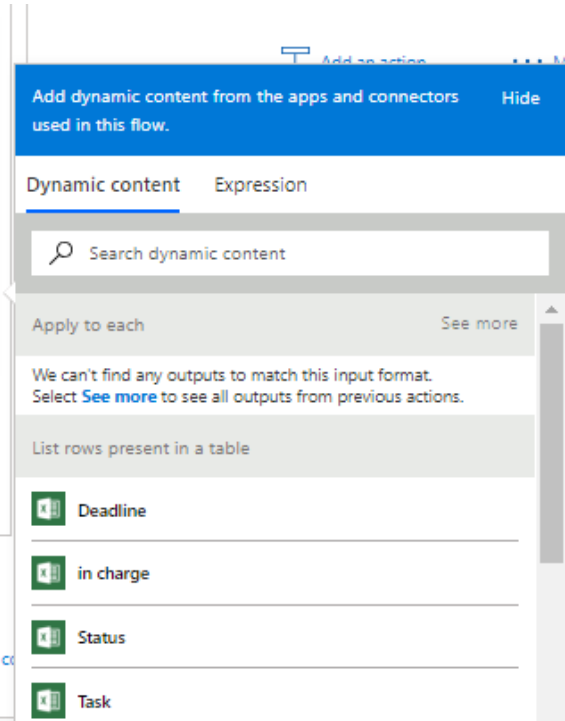 Add an action
Add dynamic content from the apps and connectors
used in this flow.
Hide
Dynamic content
Expression
Search dynamic content
Apply to each
See more
We can't find any outputs to match this input format.
Select See more to see all outputs from previous actions.
List rows present in a table
Deadline
in charge
Status
Task